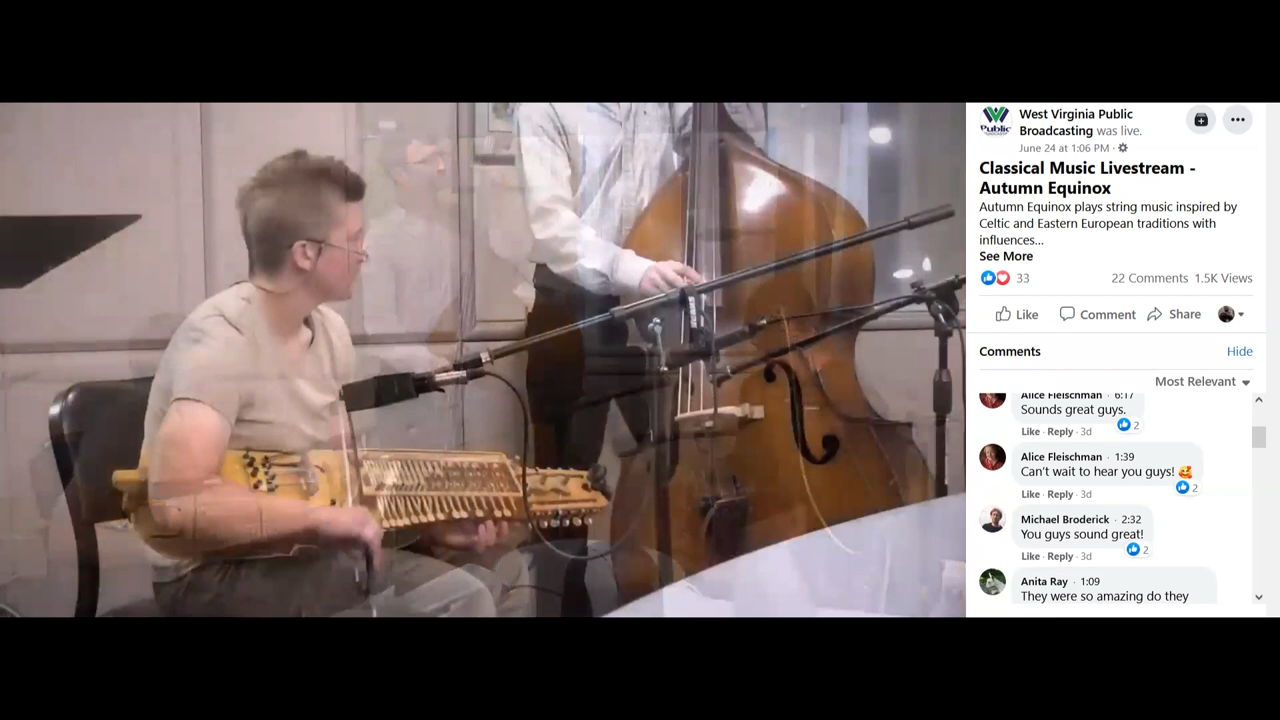 West Virginia Public
Broadcasting was live.
June 24 at 1:06 PM ·
Public
Classical Music Livestream -
Autumn Equinox
Autumn Equinox plays string music inspired by
Celtic and Eastern European traditions with
influences...
See More
33
22 Comments 1.5K Views
Like Comment Share
Comments Hide
Most Relevant
Alice Fleischman · 6:17
Sounds great guys.
2
Like · Reply · 3d
Alice Fleischman · 1:39
Can't wait to hear you guys! 🥰
2
Like · Reply · 3d
Michael Broderick · 2:32
You guys sound great!
2
Like · Reply · 3d
Anita Ray · 1:09
They were so amazing do they